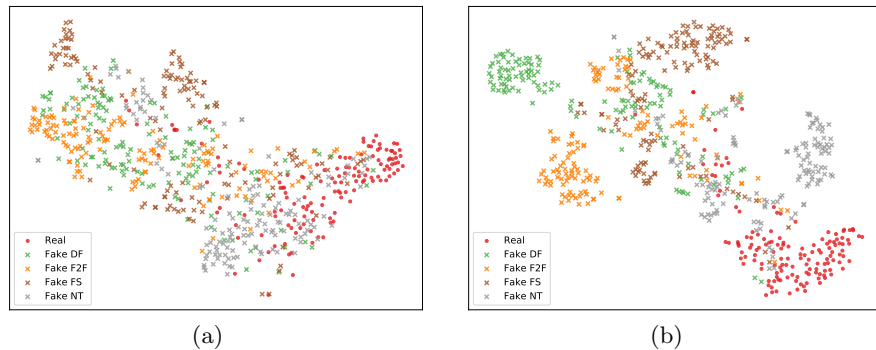 Real
Fake DF
Fake F2F
Fake FS
Fake NT
(a)
Real
Fake DF
Fake F2F
Fake FS
Fake NT
(b)